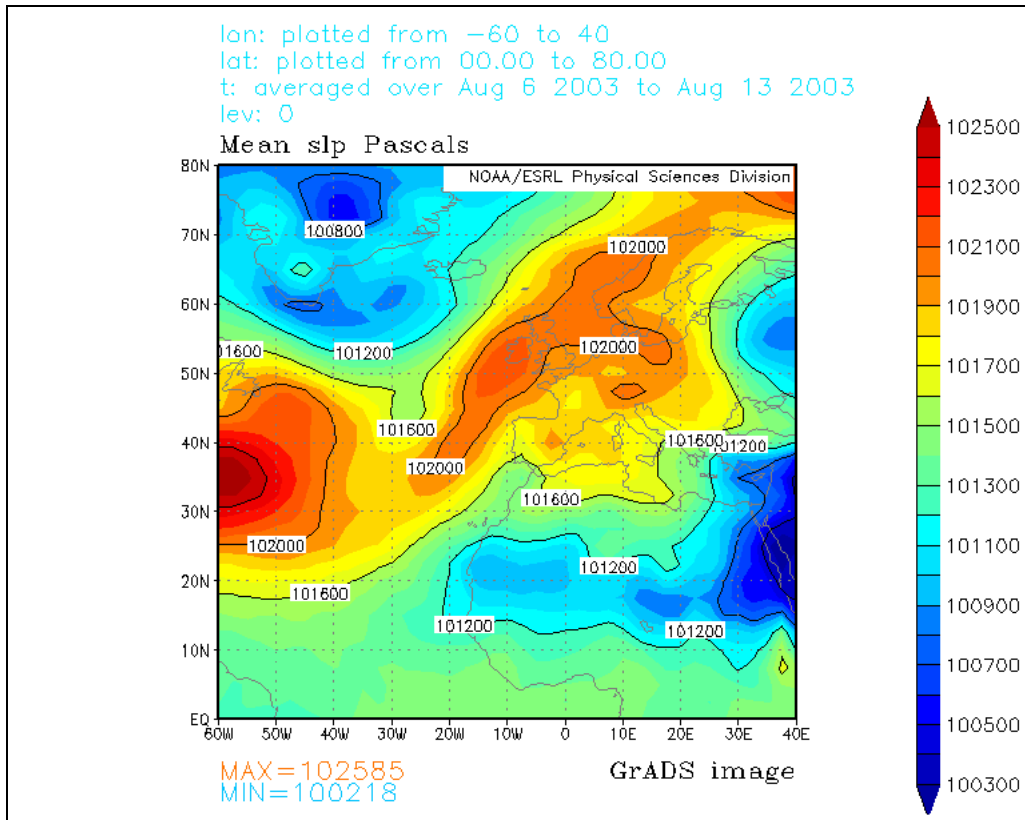 lon: plotted from -60 to 40
lat: plotted from 00.00 to 80.00
t: averaged over Aug 6 2003 to Aug 13 2003
lev: 0
Mean slp Pascals
NOAA/ESRL Physical Sciences Division
80N
70N
60N
50N
40N
30N
20N
10N
EQ
100800
102000
101200
102000
101600
101600
101600
101200
102000
101600
102000
101200
101600
101200
101200
60W 50W 40W 30W 20W 10W 0 10E 20E 30E 40E
102500
102300
102100
101900
101700
101500
101300
101100
100900
100700
100500
100300
MAX=102585
MIN=100218
GrADS image